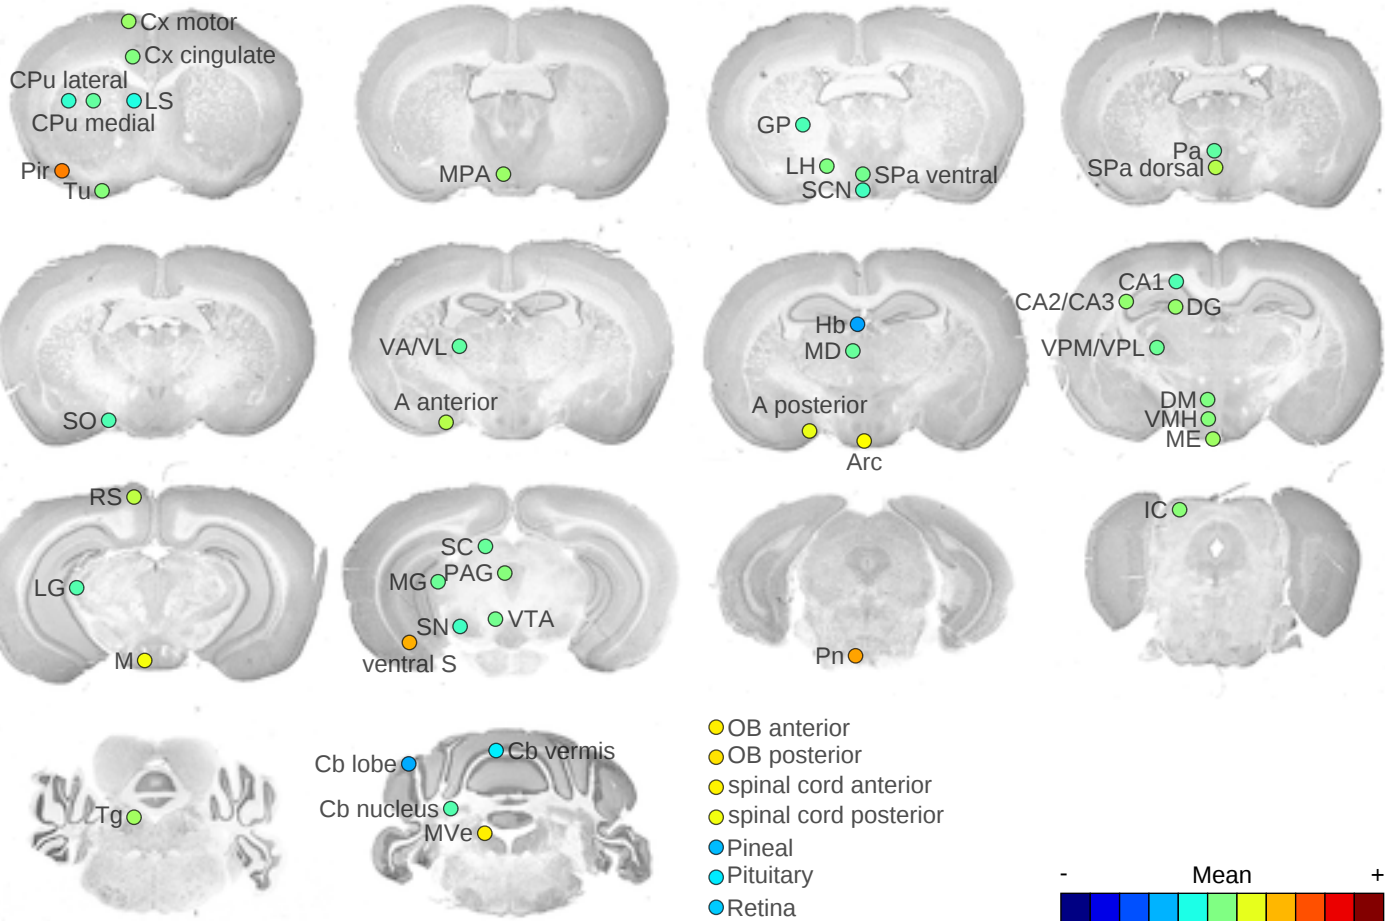 Cx motor
Cx cingulate
CPu lateral
LS
CPu medial
Pir
Tu
MPA
GP
LH
SPa ventral
SCN
Pa
SPa dorsal
SO
VA/VL
A anterior
Hb
MD
A posterior
Arc
CA1
CA2/CA3
DG
VPM/VPL
DM
VMH
ME
RS
LG
M
SC
PAG
MG
SN
VTA
ventral S
Pn
IC
Tg
Cb lobe
Cb vermis
Cb nucleus
MVe
OB anterior
OB posterior
spinal cord anterior
spinal cord posterior
Pineal
Pituitary
Retina
- Mean +